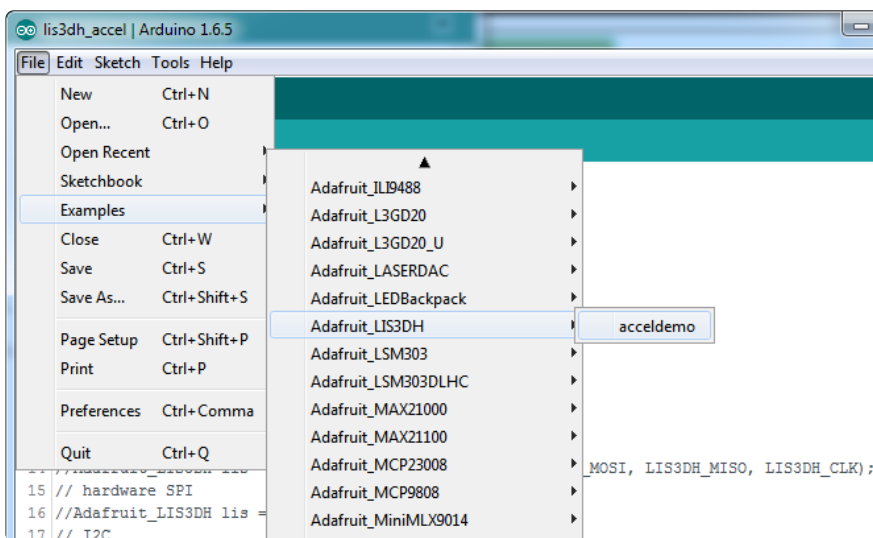 lis3dh_accel | Arduino 1.6.5
File Edit Sketch Tools Help
New Ctrl+N
Open... Ctrl+O
Open Recent
Sketchbook
Examples
Close Ctrl+W
Save Ctrl+S
Save As... Ctrl+Shift+S
Page Setup Ctrl+Shift+P
Print Ctrl+P
Preferences Ctrl+Comma
Quit Ctrl+Q
Adafruit_ILI9488
Adafruit_L3GD20
Adafruit_L3GD20_U
Adafruit_LASERDAC
Adafruit_LEDBackpack
Adafruit_LIS3DH
Adafruit_LSM303
Adafruit_LSM303DLHC
Adafruit_MAX21000
Adafruit_MAX21100
Adafruit_MCP23008
Adafruit_MCP9808
Adafruit_MiniMLX9014
acceldemo
_MOSI, LIS3DH_MISO, LIS3DH_CLK);
15 // hardware SPI
16 //Adafruit_LIS3DH lis =
17 // I2C